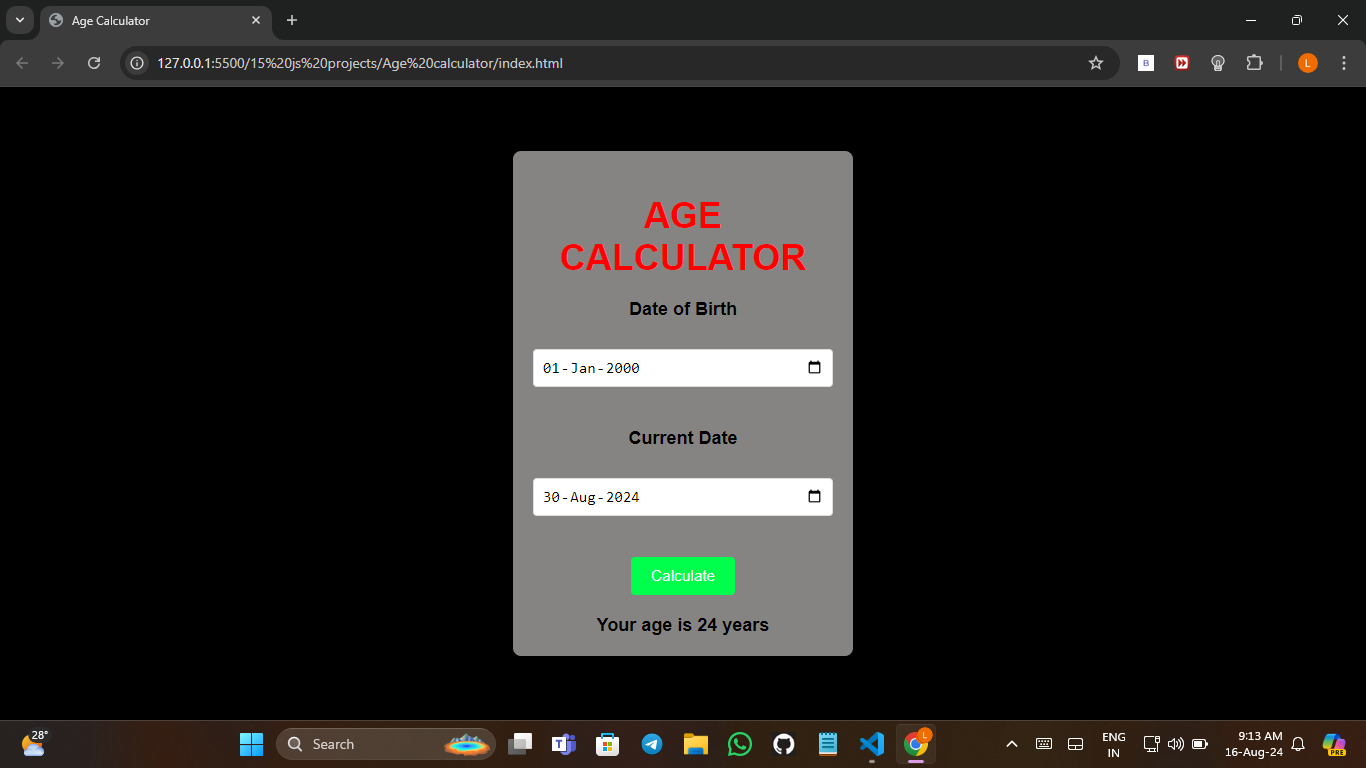 Age Calculator
127.0.0.1:5500/15%20js%20projects/Age%20calculator/index.html
B
L
AGE
CALCULATOR
Date of Birth
01-Jan-2000
Current Date
30-Aug-2024
Calculate
Your age is 24 years
28°
Search
L
ENG
IN
9:13 AM
16-Aug-24
PRE